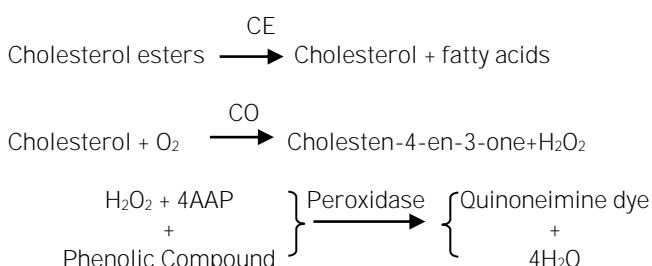 CE
Cholesterol esters Cholesterol + fatty acids
CO
Cholesterol + O₂ Cholesten-4-en-3-one+H₂O₂
H₂O₂ + 4AAP Peroxidase Quinoneimine dye
+ +
Phenolic Compound 4H₂O